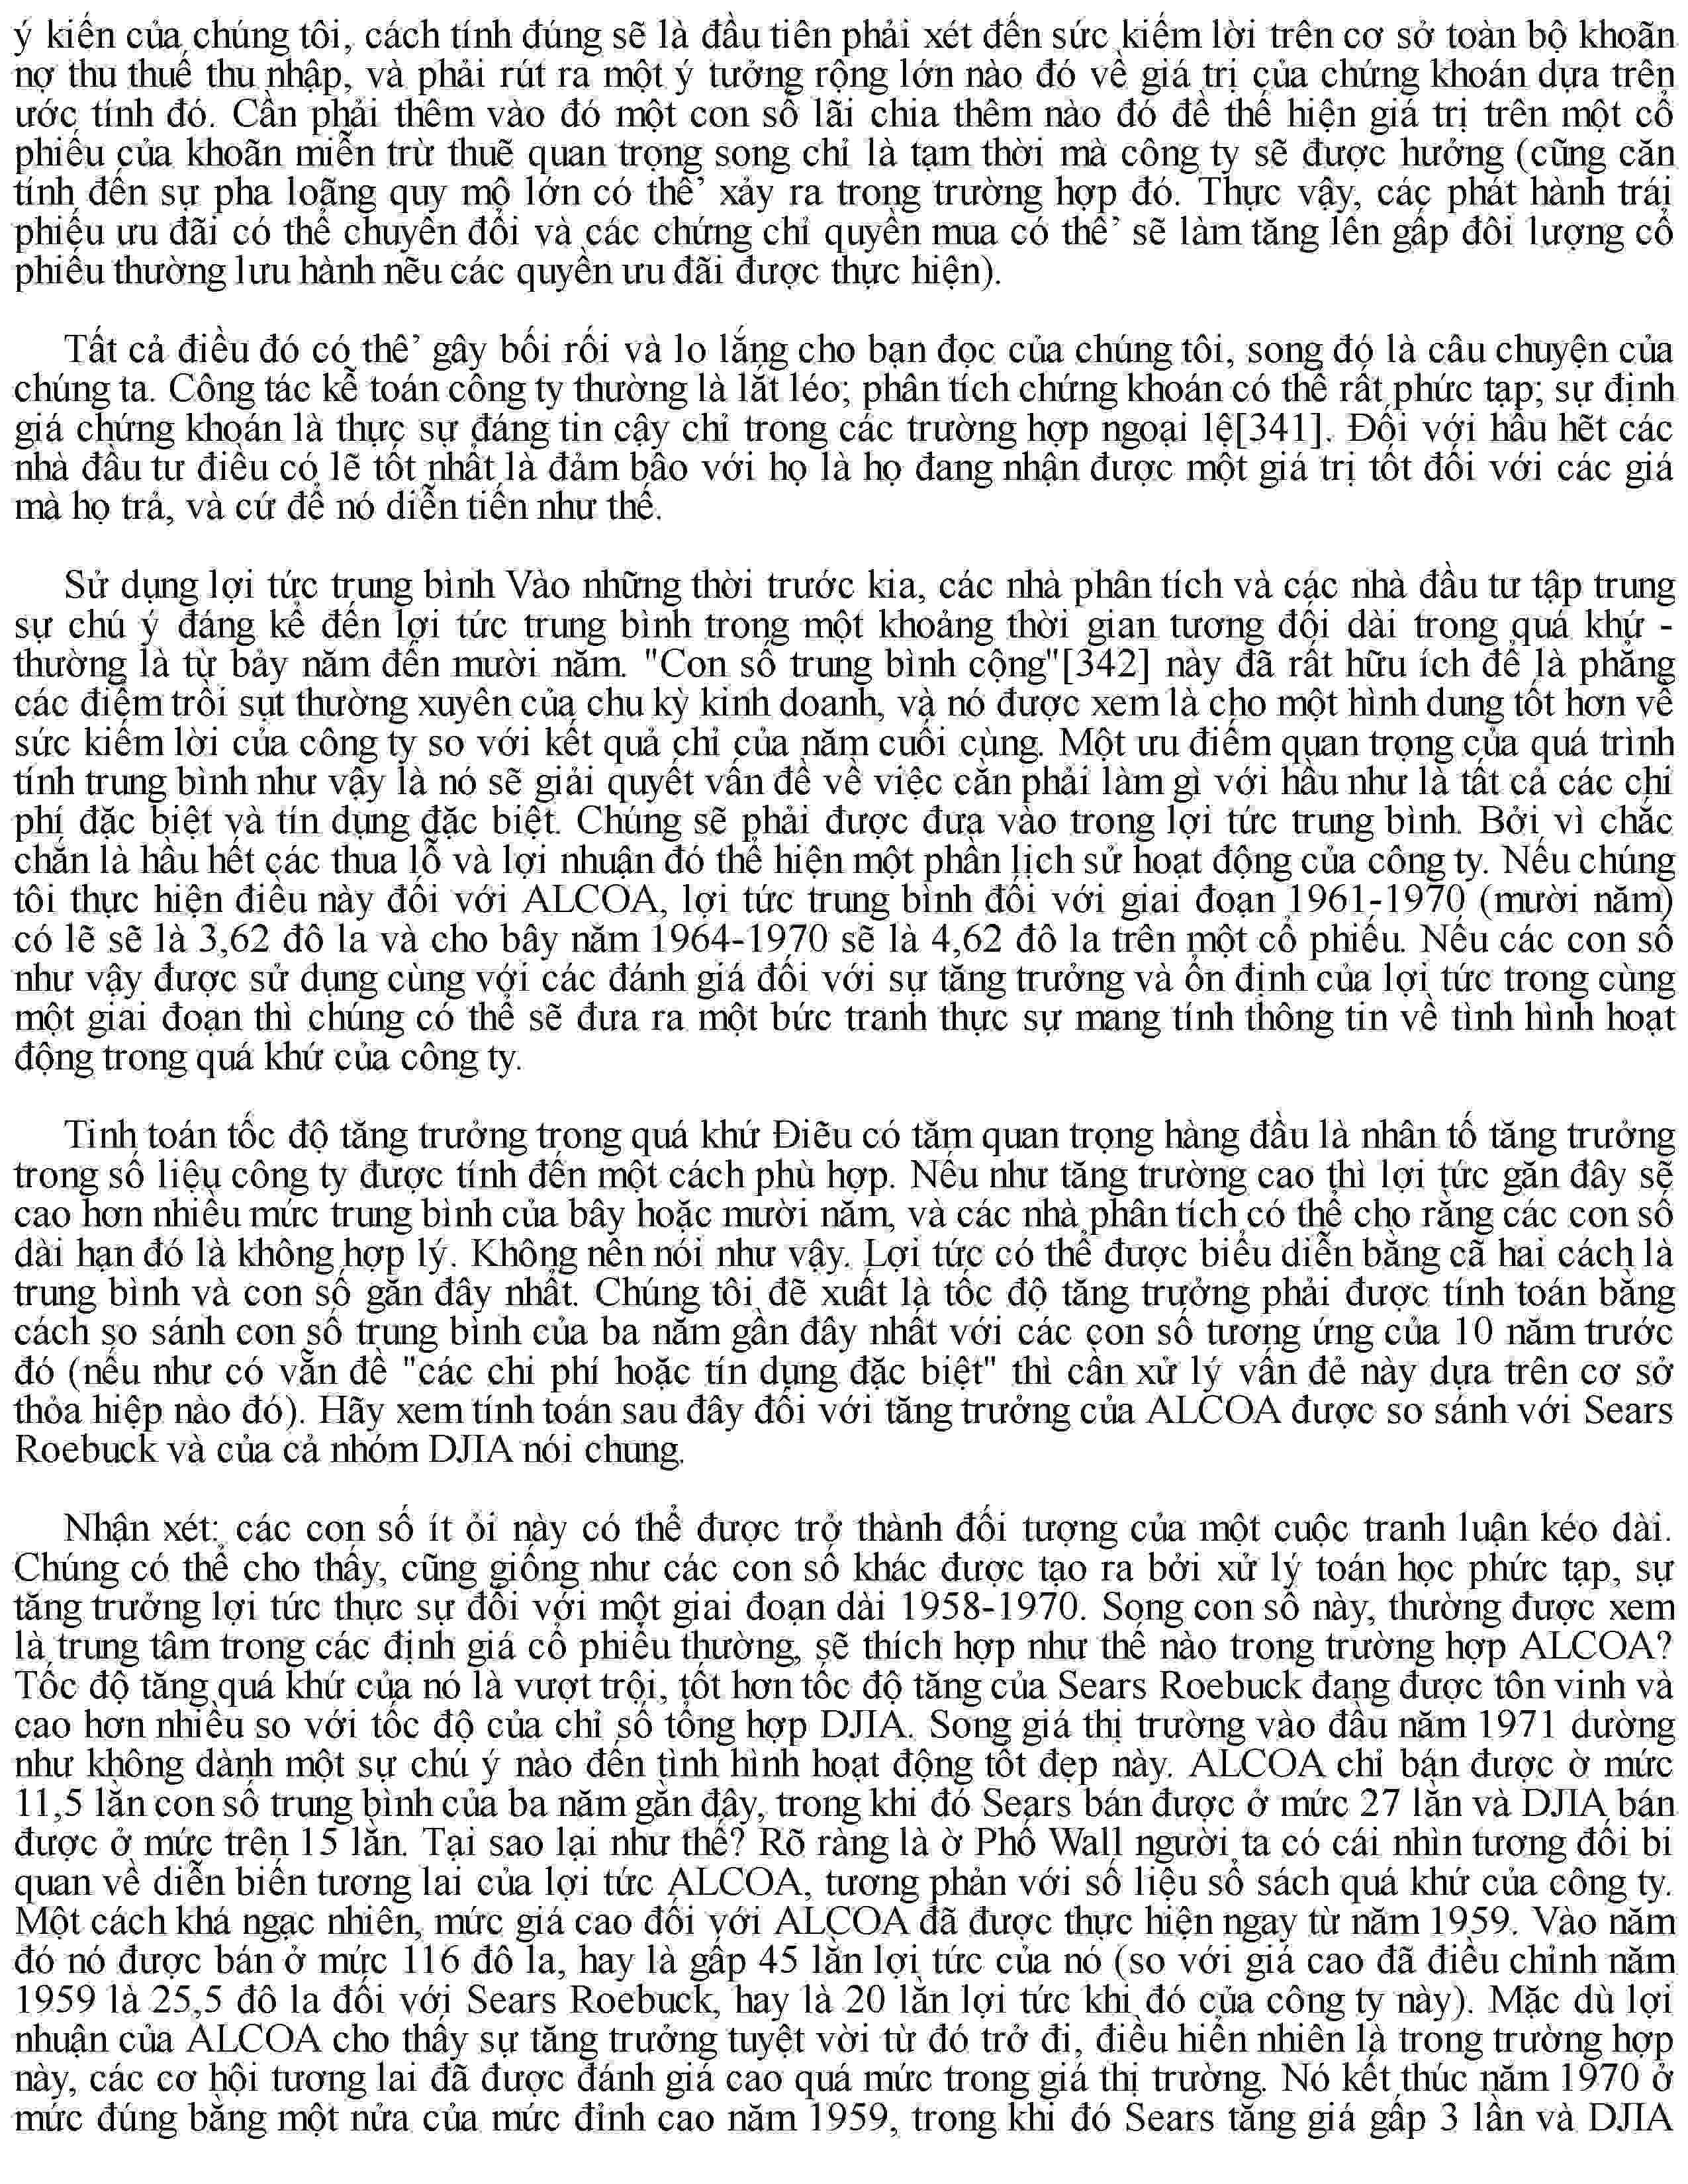 ý kiến của chúng tôi, cách tính đúng sẽ là đầu tiên phải xét đến sức kiếm lời trên cơ sở toàn bộ khoãn
nợ thu thuế thu nhập, và phải rút ra một ý tưởng rộng lớn nào đó về giá trị của chứng khoán dựa trên
ước tính đó. Cần phải thêm vào đó một con số lãi chia thêm nào đó để thể hiện giá trị trên một cổ
phiếu của khoãn miễn trừ thuẽ quan trọng song chỉ là tạm thời mà công ty sẽ được hưởng (cũng căn
tính đến sự pha loãng quy mô lớn có thê’ xảy ra trong trường hợp đó. Thực vậy, các phát hành trái
phiếu ưu đãi có thể chuyển đổi và các chứng chỉ quyền mua có thê’ sẽ làm tăng lên gấp đôi lượng cổ
phiếu thường lưu hành nẽu các quyền ưu đãi được thực hiện).
Tất cả điều đó có thê’ gây bối rối và lo lắng cho bạn đọc của chúng tôi, song đó là câu chuyện của
chúng ta. Công tác kẽ toán công ty thường là lắt léo; phân tích chứng khoán có thể rất phức tạp; sự định
giá chứng khoán là thực sự đáng tin cậy chỉ trong các trường hợp ngoại lệ[341]. Đối với hầu hẽt các
nhà đầu tư điều có lẽ tốt nhất là đảm bảo với họ là họ đang nhận được một giá trị tốt đối với các giá
mà họ trả, và cứ để nó diễn tiến như thế.
Sử dụng lợi tức trung bình Vào những thời trước kia, các nhà phân tích và các nhà đầu tư tập trung
sự chú ý đáng kể đến lợi tức trung bình trong một khoảng thời gian tương đối dài trong quá khứ -
thường là từ bảy năm đến mười năm. "Con số trung bình cộng"[342] này đã rất hữu ích để là phẳng
các điểm trồi sụt thường xuyên của chu kỳ kinh doanh, và nó được xem là cho một hình dung tốt hơn về
sức kiếm lời của công ty so với kết quả chỉ của năm cuối cùng. Một ưu điểm quan trọng của quá trình
tính trung bình như vậy là nó sẽ giải quyết vấn đề về việc cần phải làm gì với hầu như là tất cả các chi
phí đặc biệt và tín dụng đặc biệt. Chúng sẽ phải được đưa vào trong lợi tức trung bình. Bởi vì chắc
chắn là hầu hết các thua lỗ và lợi nhuận đó thể hiện một phần lịch sử hoạt động của công ty. Nếu chúng
tôi thực hiện điều này đối với ALCOA, lợi tức trung bình đối với giai đoạn 1961-1970 (mười năm)
có lẽ sẽ là 3,62 đô la và cho bây năm 1964-1970 sẽ là 4,62 đô la trên một cổ phiếu. Nếu các con số
như vậy được sử dụng cùng với các đánh giá đối với sự tăng trưởng và ổn định của lợi tức trong cùng
một giai đoạn thì chúng có thể sẽ đưa ra một bức tranh thực sự mang tính thông tin về tình hình hoạt
động trong quá khứ của công ty.
Tinh toán tốc độ tăng trưởng trong quá khứ Điẽu có tăm quan trọng hàng đầu là nhân tố tăng trưởng
trong số liệu công ty được tính đến một cách phù hợp. Nếu như tăng trường cao thì lợi tức găn đây sẽ
cao hơn nhiều mức trung bình của bây hoặc mười năm, và các nhà phân tích có thể cho rằng các con số
dài hạn đó là không hợp lý. Không nên nói như vậy. Lợi tức có thể được biểu diễn bằng cã hai cách là
trung bình và con số găn đây nhất. Chúng tôi đẽ xuất là tốc độ tăng trưởng phải được tính toán bằng
cách so sánh con số trung bình của ba năm gần đây nhất với các con số tương ứng của 10 năm trước
đó (nếu như có vẫn đề "các chi phí hoặc tín dụng đặc biệt" thì cần xử lý vấn đẻ này dựa trên cơ sở
thỏa hiệp nào đó). Hãy xem tính toán sau đây đối với tăng trưởng của ALCOA được so sánh với Sears
Roebuck và của cả nhóm DJIA nói chung.
Nhận xét: các con số ít ỏi này có thể được trở thành đối tượng của một cuộc tranh luận kéo dài.
Chúng có thể cho thấy, cũng giống như các con số khác được tạo ra bởi xử lý toán học phức tạp, sự
tăng trưởng lợi tức thực sự đối với một giai đoạn dài 1958-1970. Song con số này, thường được xem
là trung tâm trong các định giá cổ phiếu thường, sẽ thích hợp như thế nào trong trường hợp ALCOA?
Tốc độ tăng quá khứ của nó là vượt trội, tốt hơn tốc độ tăng của Sears Roebuck đang được tôn vinh và
cao hơn nhiều so với tốc độ của chỉ số tổng hợp DJIA. Song giá thị trường vào đầu năm 1971 dường
như không dành một sự chú ý nào đến tình hình hoạt động tốt đẹp này. ALCOA chỉ bán được ờ mức
11,5 lần con số trung bình của ba năm gần đây, trong khi đó Sears bán được ở mức 27 lần và DJIA bán
được ở mức trên 15 lần. Tại sao lại như thế? Rõ ràng là ờ Phố Wall người ta có cái nhìn tương đối bi
quan về diễn biến tương lai của lợi tức ALCOA, tương phản với số liệu sổ sách quá khứ của công ty.
Một cách khá ngạc nhiên, mức giá cao đối với ALCOA đã được thực hiện ngay từ năm 1959. Vào năm
đó nó được bán ở mức 116 đô la, hay là gấp 45 lần lợi tức của nó (so với giá cao đã điều chỉnh năm
1959 là 25,5 đô la đối với Sears Roebuck, hay là 20 lần lợi tức khi đó của công ty này). Mặc dù lợi
nhuận của ALCOA cho thấy sự tăng trưởng tuyệt vời từ đó trở đi, điều hiển nhiên là trong trường hợp
này, các cơ hội tương lai đã được đánh giá cao quá mức trong giá thị trường. Nó kết thúc năm 1970 ở
mức đúng bằng một nửa của mức đỉnh cao năm 1959, trong khi đó Sears tăng giá gấp 3 lần và DJIA